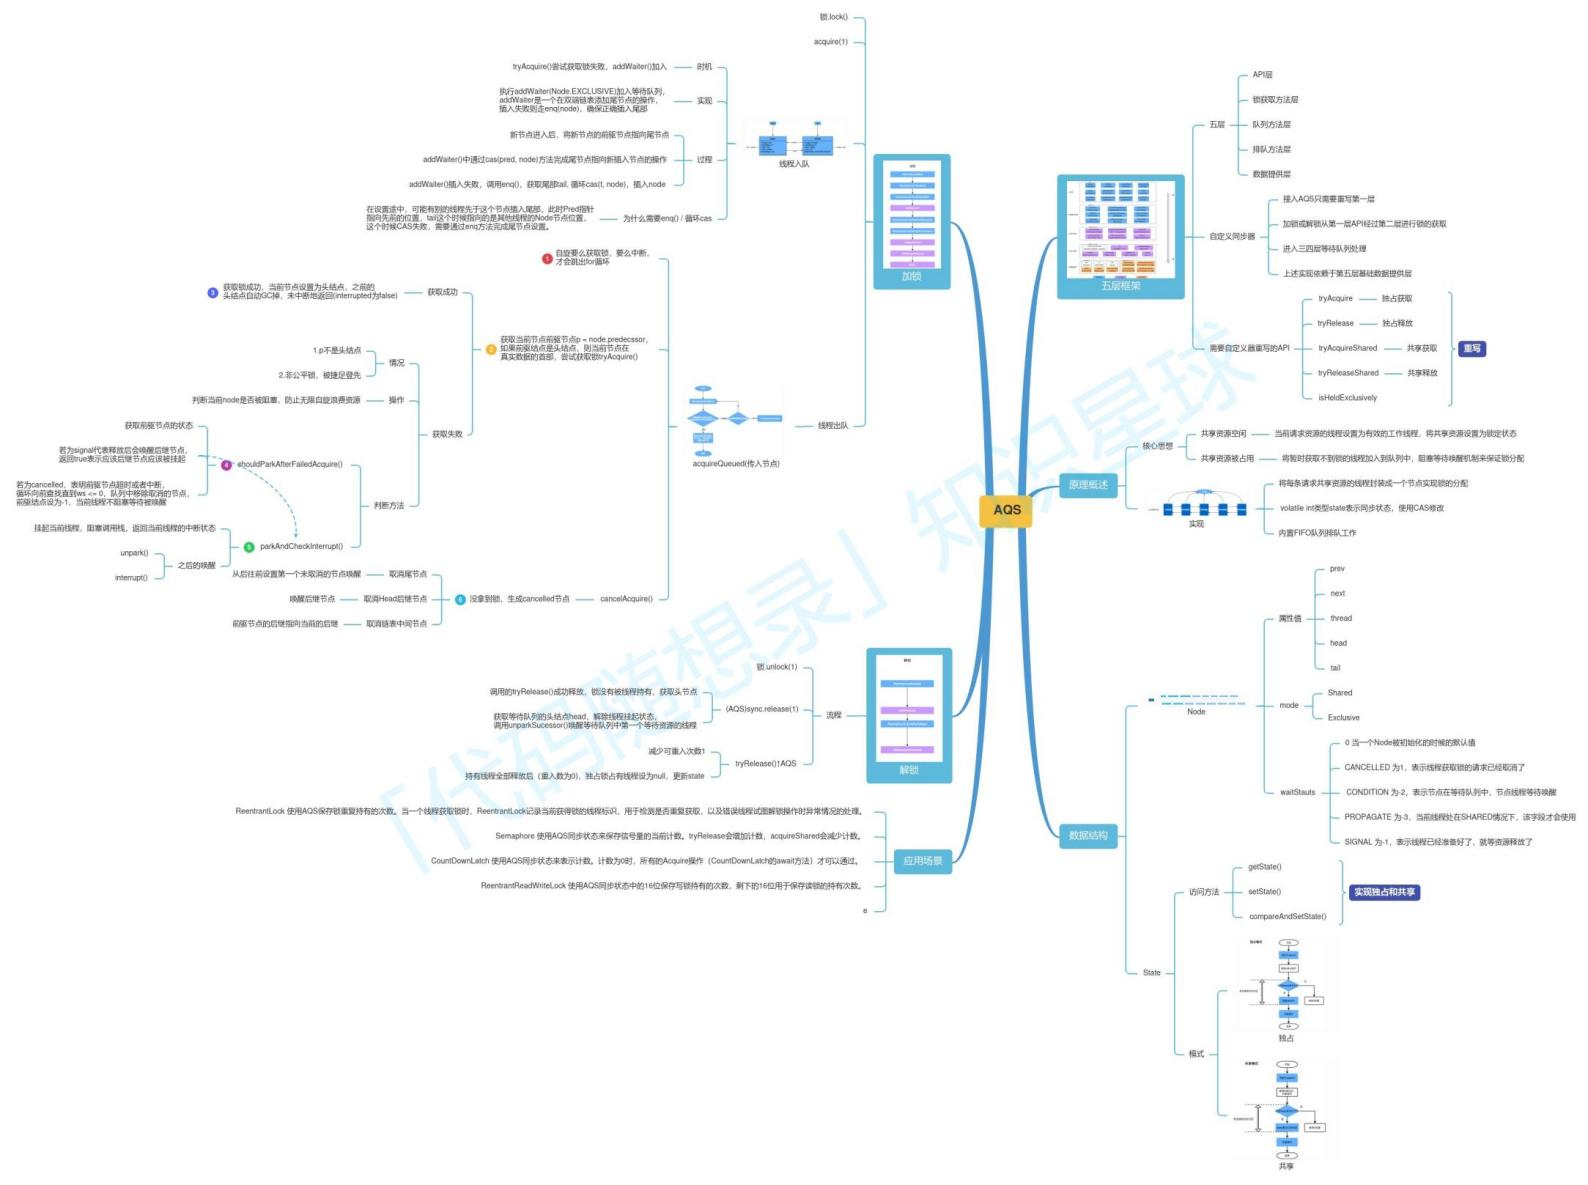 锁.lock()
acquire(1)
tryAcquire()尝试获取锁失败，addWaiter()加入
时机
执行addWaiter(Node.EXCLUSIVE)加入等待队列，
addWaiter是一个在双端链表添加尾节点的操作，
插入失败则走enq(node)，确保正确插入尾部
实现
新节点进入后，将新节点的前驱节点指向尾节点
addWaiter()中通过cas(pred, node)方法完成尾节点指向新插入节点的操作
过程
addWaiter()插入失败，调用enq()，获取尾部tail, 循环cas(t, node)，插入node
在设置途中，可能有别的线程先于这个节点插入尾部，此时Pred指针
指向先前的位置，tail这个时候指向的是其他线程的Node节点位置，
这个时候CAS失败，需要通过enq方法完成尾节点设置。
为什么需要enq() / 循环cas
线程入队
加锁
1
自旋要么获取锁，要么中断，
才会跳出for循环
3
获取锁成功，当前节点设置为头结点，之前的
头结点自动GC掉，未中断地返回(interrupted为false)
获取成功
2
获取当前节点前驱节点p = node.predecssor，
如果前驱结点是头结点，则当前节点在
真实数据的首部，尝试获取锁tryAcquire()
1.p不是头结点
2.非公平锁，被捷足登先
情况
判断当前node是否被阻塞，防止无限自旋浪费资源
操作
获取失败
获取前驱节点的状态
若为signal代表释放后会唤醒后继节点，
返回true表示应该后继节点应该被挂起
4
shouldParkAfterFailedAcquire()
若为cancelled，表明前驱节点超时或者中断，
循环向前查找直到ws <= 0，队列中移除取消的节点，
前驱结点设为-1，当前线程不阻塞等待被唤醒
判断方法
挂起当前线程，阻塞调用栈，返回当前线程的中断状态
5
parkAndCheckInterrupt()
unpark()
interrupt()
之后的唤醒
线程出队
acquireQueued(传入节点)
从后往前设置第一个未取消的节点唤醒
取消尾节点
唤醒后继节点
取消Head后继节点
6
没拿到锁，生成cancelled节点
cancelAcquire()
前驱节点的后继指向当前的后继
取消链表中间节点
锁.unlock(1)
调用的tryRelease()成功释放，锁没有被线程持有，获取头节点
(AQS)sync.release(1)
获取等待队列的头结点head，解除线程挂起状态，
调用unparkSucessor()唤醒等待队列中第一个等待资源的线程
流程
减少可重入次数1
tryRelease()↑AQS
持有线程全部释放后（重入数为0)，独占锁占有线程设为null，更新state
解锁
ReentrantLock 使用AQS保存锁重复持有的次数。当一个线程获取锁时，ReentrantLock记录当前获得锁的线程标识，用于检测是否重复获取，以及错误线程试图解锁操作时异常情况的处理。
Semaphore 使用AQS同步状态来保存信号量的当前计数。tryRelease会增加计数，acquireShared会减少计数。
CountDownLatch 使用AQS同步状态来表示计数。计数为0时，所有的Acquire操作（CountDownLatch的await方法）才可以通过。
应用场景
ReentrantReadWriteLock 使用AQS同步状态中的16位保存写锁持有的次数，剩下的16位用于保存读锁的持有次数。
e
AQS
五层框架
API层
锁获取方法层
五层
队列方法层
排队方法层
数据提供层
接入AQS只需要重写第一层
加锁或解锁从第一层API经过第二层进行锁的获取
自定义同步器
进入三四层等待队列处理
上述实现依赖于第五层基础数据提供层
tryAcquire
独占获取
tryRelease
独占释放
需要自定义器重写的API
tryAcquireShared
共享获取
tryReleaseShared
共享释放
isHeldExclusively
重写
原理概述
核心思想
共享资源空闲
当前请求资源的线程设置为有效的工作线程，将共享资源设置为锁定状态
共享资源被占用
将暂时获取不到锁的线程加入到队列中，阻塞等待唤醒机制来保证锁分配
实现
将每条请求共享资源的线程封装成一个节点实现锁的分配
volatile int类型state表示同步状态，使用CAS修改
内置FIFO队列排队工作
数据结构
Node
属性值
prev
next
thread
head
tail
mode
Shared
Exclusive
waitStauts
0 当一个Node被初始化的时候的默认值
CANCELLED 为1，表示线程获取锁的请求已经取消了
CONDITION 为-2，表示节点在等待队列中，节点线程等待唤醒
PROPAGATE 为-3，当前线程处在SHARED情况下，该字段才会使用
SIGNAL 为-1，表示线程已经准备好了，就等资源释放了
State
访问方法
getState()
setState()
compareAndSetState()
实现独占和共享
模式
独占
共享
「代码随想录」知识星球